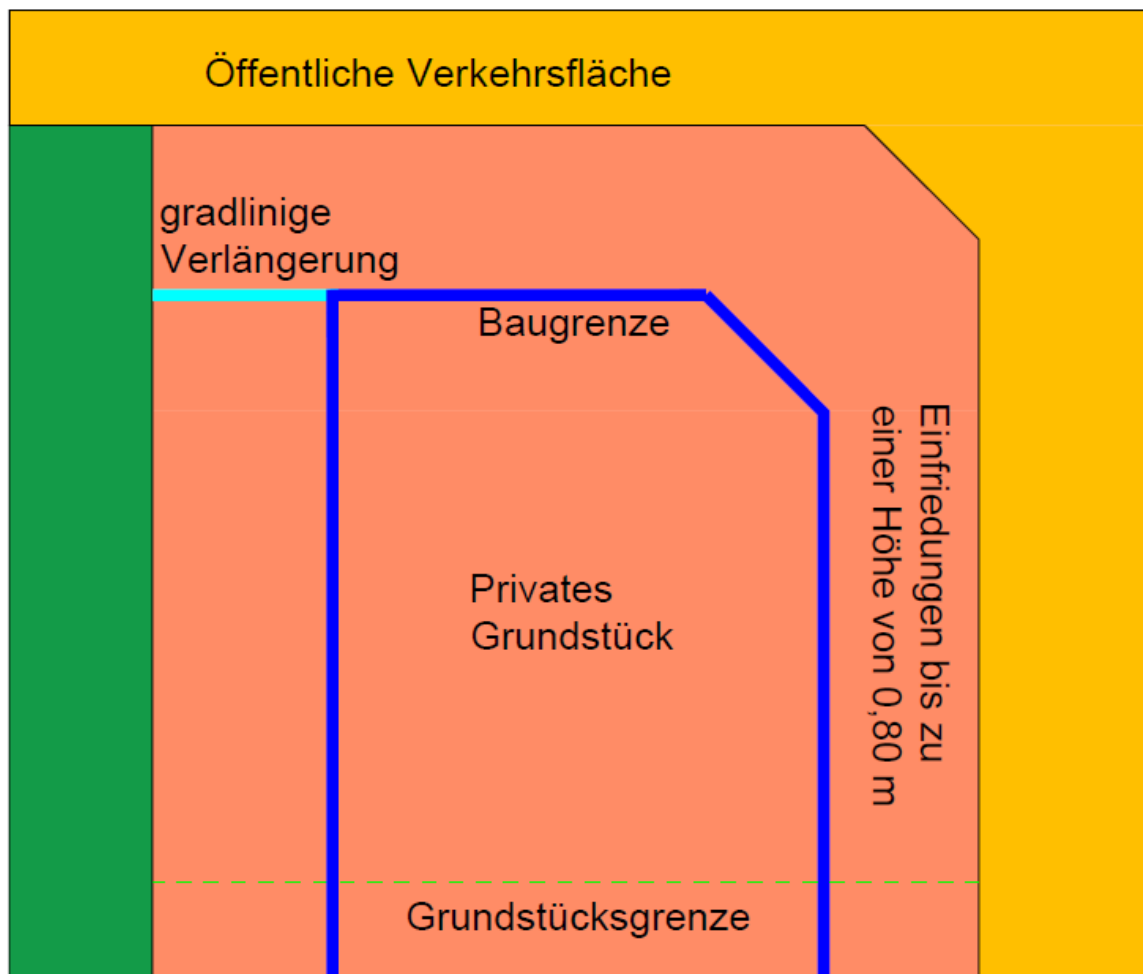 Öffentliche Verkehrsfläche
gradlinige
Verlängerung
Baugrenze
Einfriedungen bis zu
einer Höhe von 0,80 m
Privates
Grundstück
Grundstücksgrenze